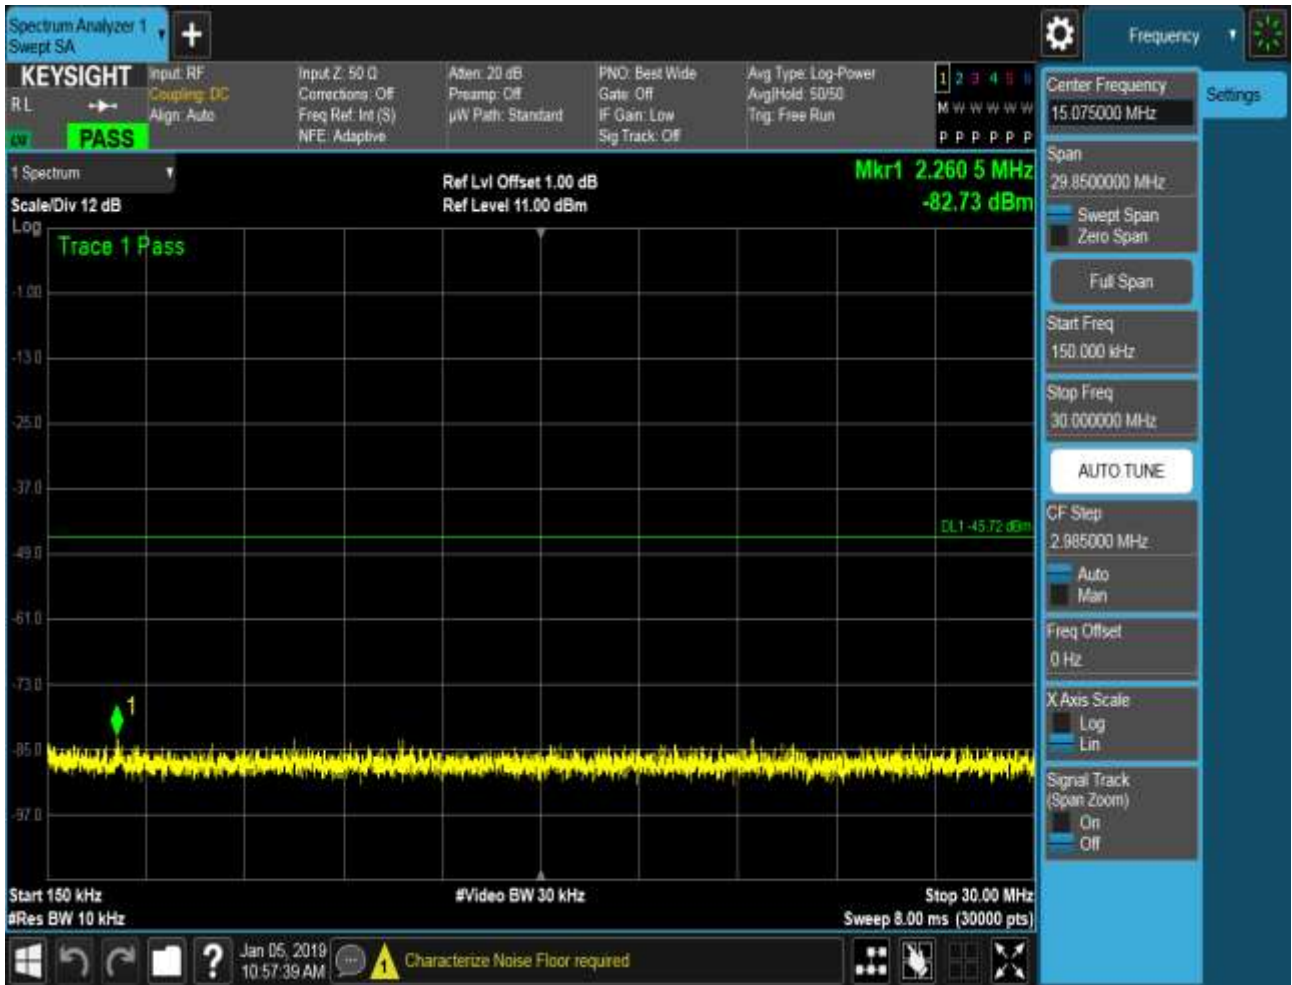 Spectrum Analyzer 1
Swept SA
Frequency
KEYSIGHT
RL
PASS
Input: RF
Coupling: DC
Align: Auto
Input Z: 50 Ω
Corrections: Off
Freq Ref: Int (S)
NFE: Adaptive
Atten: 20 dB
Preamp: Off
µW Path: Standard
PNO: Best Wide
Gate: Off
IF Gain: Low
Sig Track: Off
Avg Type: Log-Power
Avg|Hold: 50/50
Trig: Free Run
1 2 3 4 5 6
M W W W W W
P P P P P P
1 Spectrum
Scale/Div 12 dB
Ref Lvl Offset 1.00 dB
Ref Level 11.00 dBm
Mkr1 2.260 5 MHz
-82.73 dBm
Log
Trace 1 Pass
-1.00
-13.0
-25.0
-37.0
DL1 -45.72 dBm
-49.0
-61.0
-73.0
1
-85.0
-97.0
Start 150 kHz
#Video BW 30 kHz
Stop 30.00 MHz
#Res BW 10 kHz
Sweep 8.00 ms (30000 pts)
?
Jan 05, 2019
10:57:39 AM
1
Characterize Noise Floor required
Center Frequency
15.075000 MHz
Settings
Span
29.8500000 MHz
Swept Span
Zero Span
Full Span
Start Freq
150.000 kHz
Stop Freq
30.000000 MHz
AUTO TUNE
CF Step
2.985000 MHz
Auto
Man
Freq Offset
0 Hz
X Axis Scale
Log
Lin
Signal Track
(Span Zoom)
On
Off